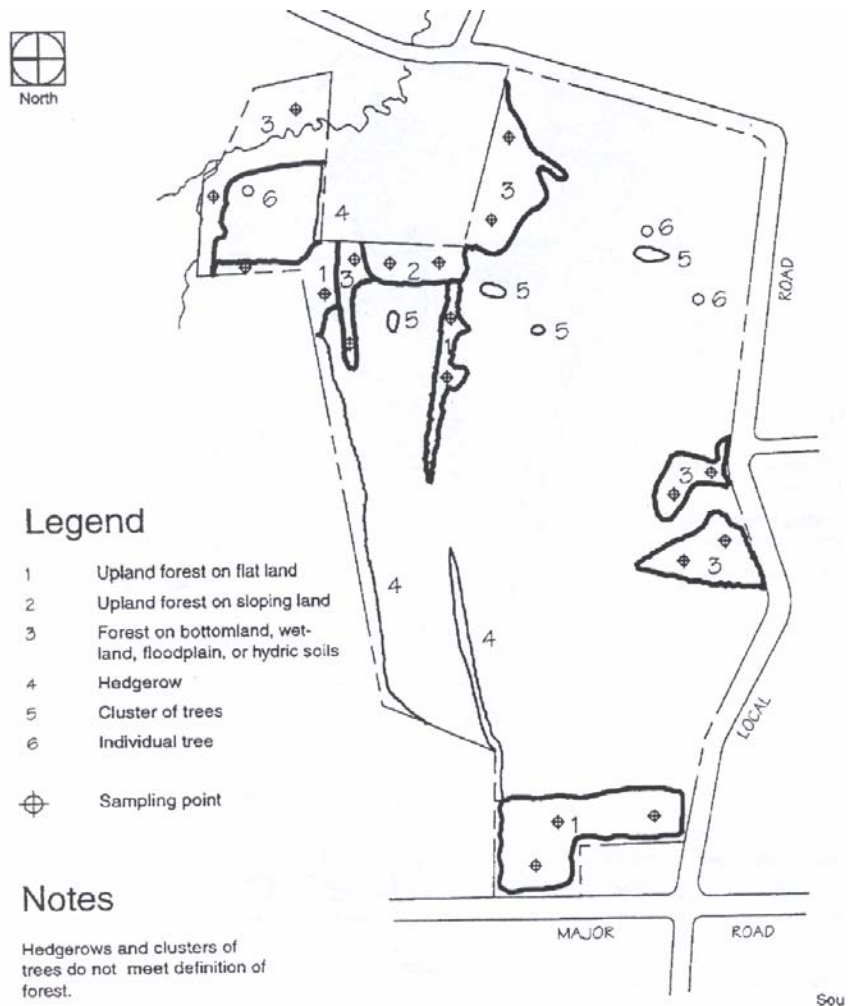 North
3
6
4
3
1
3
2
5
5
1
5
6
5
6
ROAD
3
3
4
4
LOCAL
1
MAJOR ROAD
Legend
1 Upland forest on flat land
2 Upland forest on sloping land
3 Forest on bottomland, wet-
land, floodplain, or hydric soils
4 Hedgerow
5 Cluster of trees
6 Individual tree
Sampling point
Notes
Hedgerows and clusters of
trees do not meet definition of
forest.
Sou